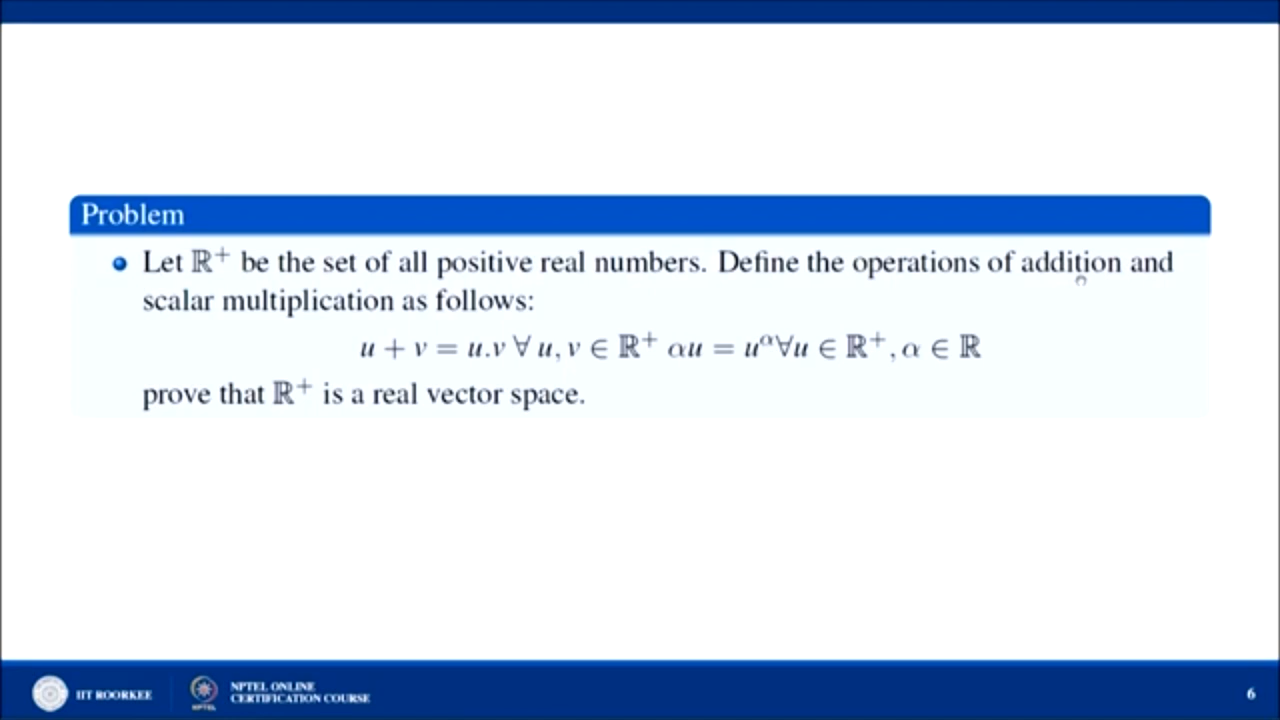 Problem
Let ℝ⁺ be the set of all positive real numbers. Define the operations of addition and
scalar multiplication as follows:
u + v = u.v ∀ u, v ∈ ℝ⁺ αu = u^α ∀u ∈ ℝ⁺, α ∈ ℝ
prove that ℝ⁺ is a real vector space.
IIT ROORKEE
NPTEL
NPTEL ONLINE
CERTIFICATION COURSE
6